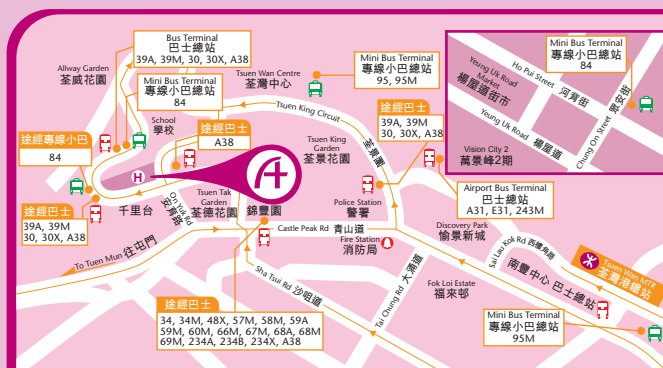 Bus Terminal
巴士總站
39A, 39M, 30, 30X, A38
Allway Garden
荃威花園
Mini Bus Terminal
專線小巴總站
84
School
學校
途經巴士
A38
途經專線小巴
84
H
途經巴士
39A, 39M
30, 30X, A38
千里台
On Yuk Rd
安育路
Tsuen Tak
Garden
荃德花園
錦豐園
Tsuen Wan Centre
荃灣中心
Mini Bus Terminal
專線小巴總站
95, 95M
Tsuen King Circuit
荃景圍
Tsuen King
Garden
荃景花園
途經巴士
39A, 39M
30, 30X, A38
Police Station
警署
Airport Bus Terminal
巴士總站
A31, E31, 243M
Castle Peak Rd 青山道
Fire Station
消防局
Discovery Park
愉景新城
To Tuen Mun 往屯門
Sha Tsui Rd 沙咀道
Tai Chung Rd 大涌道
Fok Loi Estate
福來邨
Sai Lau Kok Rd 西樓角路
南豐中心 巴士總站
Tsuen Wan MTR
荃灣港鐵站
途經巴士
34, 34M, 48X, 57M, 58M, 59A
59M, 60M, 66M, 67M, 68A, 68M
69M, 234A, 234B, 234X, A38
Mini Bus Terminal
專線小巴總站
95M
Yeung Uk Road
Market
楊屋道街市
Ho Pui Street 河背街
Mini Bus Terminal
專線小巴總站
84
Yeung Uk Road 楊屋道
Chung On Street 眾安街
Vision City 2
萬景峰2期